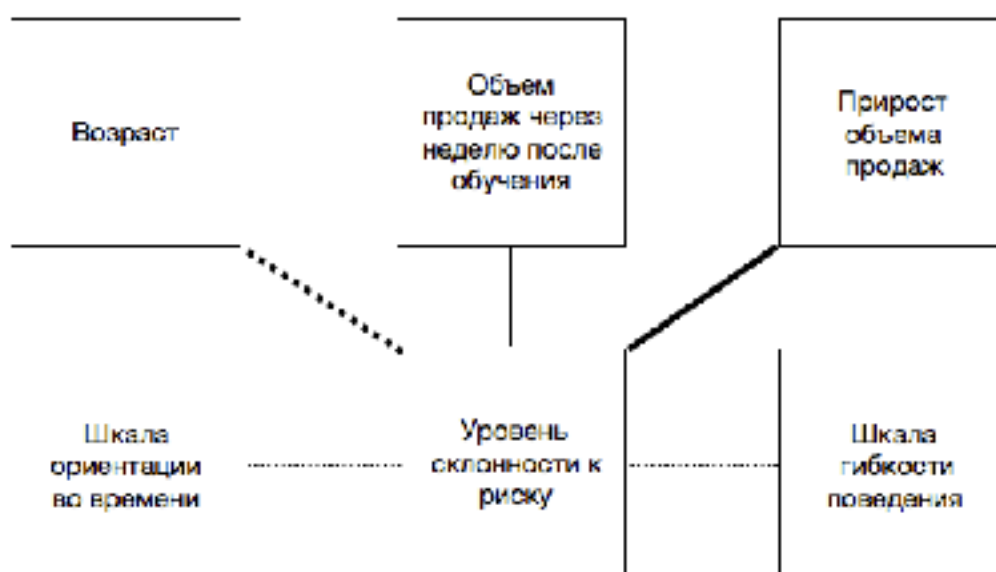 Возраст
Объем
продаж через
неделю после
обучения
Прирост
объема
продаж
Шкала
ориентации
во времени
Уровень
склонности к
риску
Шкала
гибкости
поведения